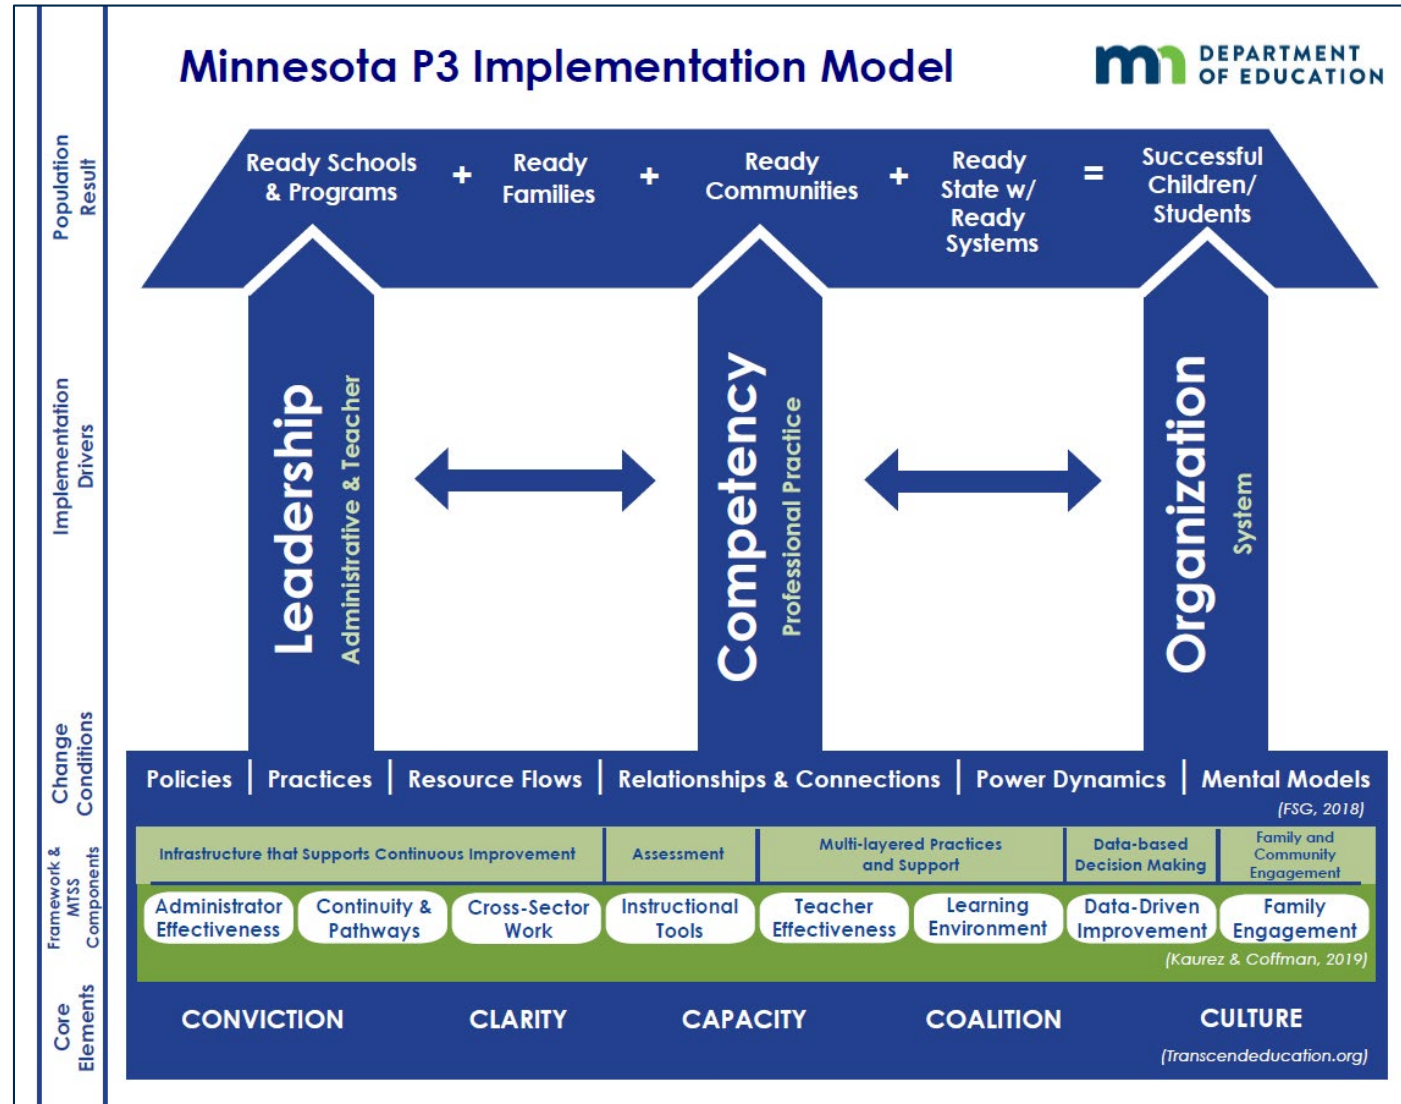 Minnesota P3 Implementation Model
mn DEPARTMENT
OF EDUCATION
Population
Result
Ready Schools
& Programs
+
Ready
Families
+
Ready
Communities
+
Ready
State w/
Ready
Systems
=
Successful
Children/
Students
Implementation
Drivers
Leadership
Administrative & Teacher
Competency
Professional Practice
Organization
System
Change
Conditions
Policies | Practices | Resource Flows | Relationships & Connections | Power Dynamics | Mental Models
(FSG, 2018)
Framework &
MTSS
Components
Infrastructure that Supports Continuous Improvement
Assessment
Multi-layered Practices
and Support
Data-based
Decision Making
Family and
Community
Engagement
Administrator
Effectiveness
Continuity &
Pathways
Cross-Sector
Work
Instructional
Tools
Teacher
Effectiveness
Learning
Environment
Data-Driven
Improvement
Family
Engagement
(Kaurez & Coffman, 2019)
Core
Elements
CONVICTION
CLARITY
CAPACITY
COALITION
CULTURE
(Transcendeducation.org)